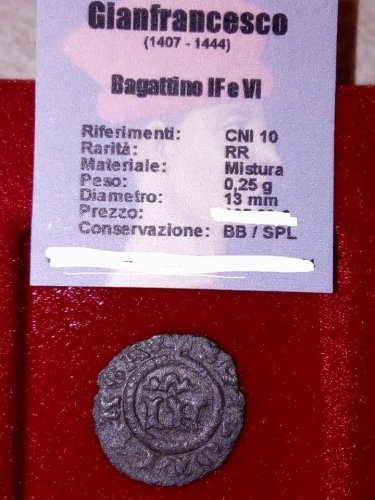 Gianfrancesco
(1407 - 1444)
Bagattino IF e VI
Riferimenti: CNI 10
Rarità: RR
Materiale: Mistura
Peso: 0,25 g
Diametro: 13 mm
Prezzo:
Conservazione: BB / SPL